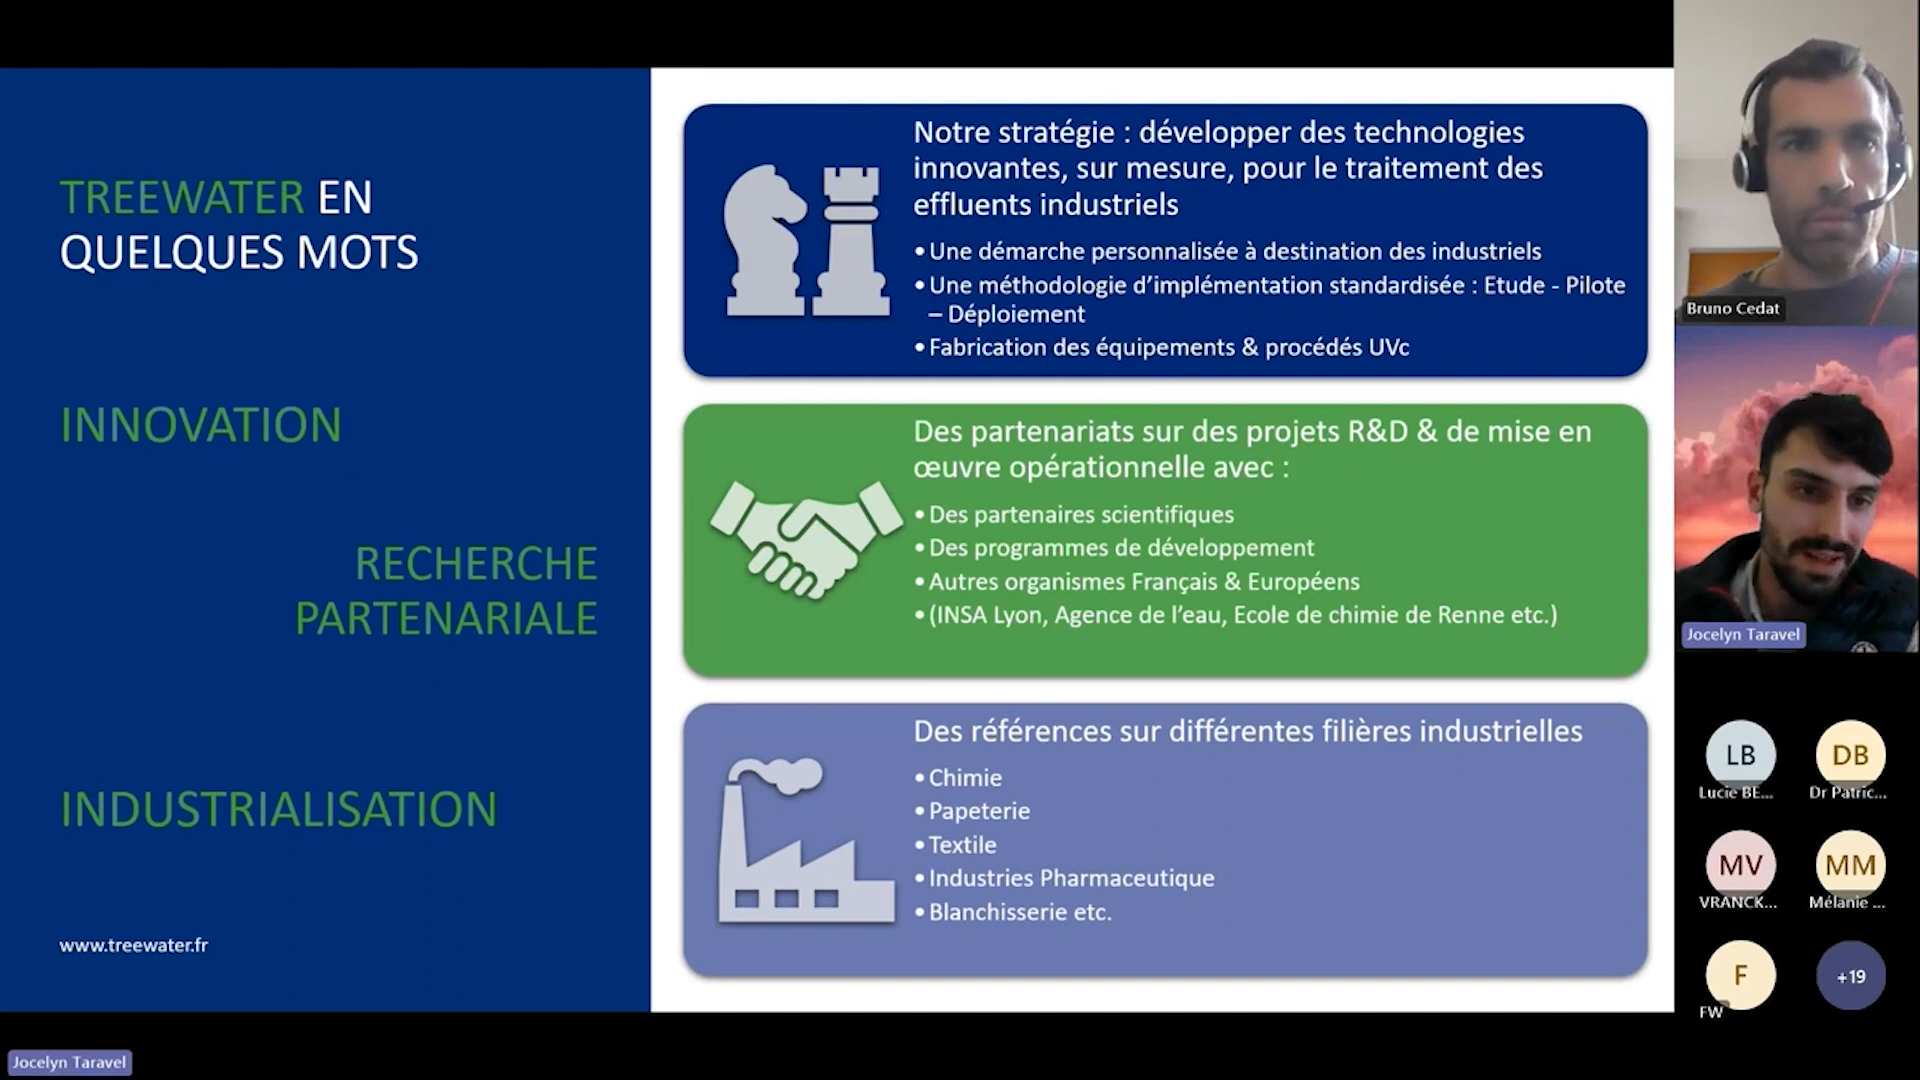 TREEWATER EN
QUELQUES MOTS
INNOVATION
RECHERCHE
PARTENARIALE
INDUSTRIALISATION
www.treewater.fr
Notre stratégie : développer des technologies
innovantes, sur mesure, pour le traitement des
effluents industriels
•Une démarche personnalisée à destination des industriels
•Une méthodologie d’implémentation standardisée : Etude - Pilote
– Déploiement
•Fabrication des équipements & procédés UVc
Des partenariats sur des projets R&D & de mise en
œuvre opérationnelle avec :
•Des partenaires scientifiques
•Des programmes de développement
•Autres organismes Français & Européens
•(INSA Lyon, Agence de l’eau, Ecole de chimie de Renne etc.)
Des références sur différentes filières industrielles
•Chimie
•Papeterie
•Textile
•Industries Pharmaceutique
•Blanchisserie etc.
Bruno Cedat
Jocelyn Taravel
LB
Lucie BE...
DB
Dr Patric...
MV
VRANCK...
MM
Mélanie ...
F
FW
+19
Jocelyn Taravel